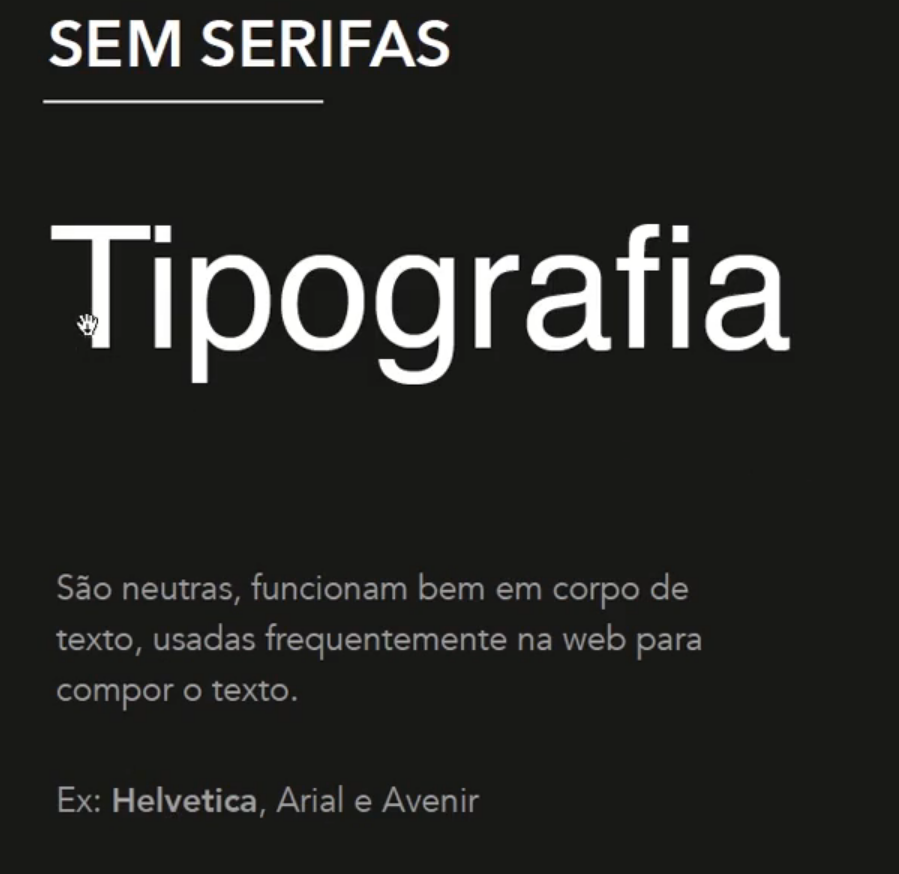 SEM SERIFAS
Tipografia
São neutras, funcionam bem em corpo de
texto, usadas frequentemente na web para
compor o texto.
Ex: Helvetica, Arial e Avenir